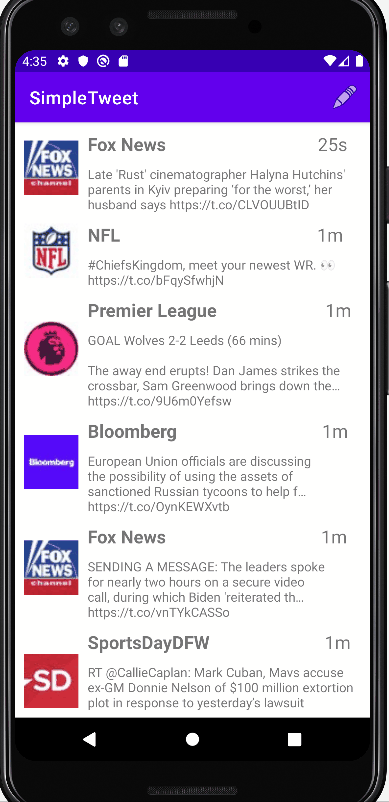 4:35
SimpleTweet
FOX
NEWS
channel
Fox News 25s
Late 'Rust' cinematographer Halyna Hutchins'
parents in Kyiv preparing 'for the worst,' her
husband says https://t.co/CLVOUUBtID
NFL
NFL 1m
#ChiefsKingdom, meet your newest WR. 👀
https://t.co/bFqySfwhjN
Premier League 1m
GOAL Wolves 2-2 Leeds (66 mins)
The away end erupts! Dan James strikes the
crossbar, Sam Greenwood brings down the…
https://t.co/9U6m0Yefsw
Bloomberg
Bloomberg 1m
European Union officials are discussing
the possibility of using the assets of
sanctioned Russian tycoons to help f…
https://t.co/OynKEWXvtb
FOX
NEWS
channel
Fox News 1m
SENDING A MESSAGE: The leaders spoke
for nearly two hours on a secure video
call, during which Biden 'reiterated th…
https://t.co/vnTYkCASSo
SD
SportsDayDFW 1m
RT @CallieCaplan: Mark Cuban, Mavs accuse
ex-GM Donnie Nelson of $100 million extortion
plot in response to yesterday's lawsuit